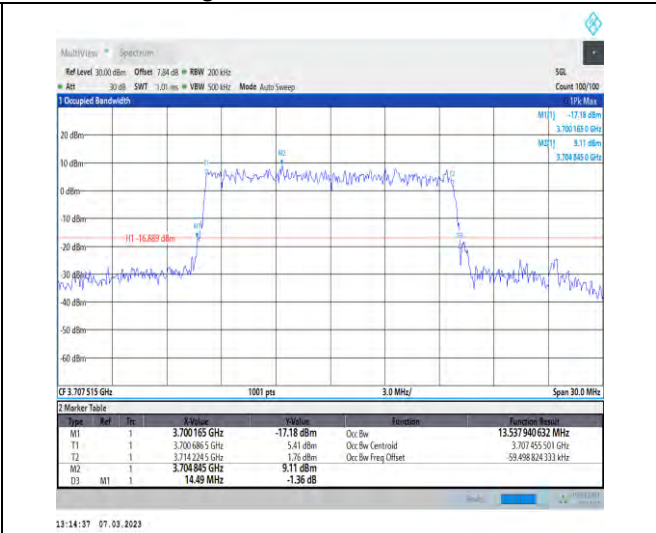 MultiView Spectrum
Ref Level 30.00 dBm Offset 7.84 dB RBW 200 kHz SGL
Att 30 dB SWT 1.01 ms VBW 500 kHz Mode Auto Sweep Count 100/100
1 Occupied Bandwidth 1Pk Max
M1[1] -17.18 dBm
3.700 165 0 GHz
M2[1] 9.11 dBm
3.704 845 0 GHz
20 dBm
10 dBm
0 dBm
-10 dBm
-20 dBm
-30 dBm
-40 dBm
-50 dBm
-60 dBm
T1
M2
T2
M1
D3
H1 -16.889 dBm
CF 3.707 515 GHz 1001 pts 3.0 MHz/ Span 30.0 MHz
2 Marker Table
Type Ref Trc X-Value Y-Value Function Function Result
M1 1 3.700165 GHz -17.18 dBm Occ Bw 13.537 940 632 MHz
T1 1 3.700 686 5 GHz 5.41 dBm Occ Bw Centroid 3.707 455 501 GHz
T2 1 3.714 224 5 GHz 1.76 dBm Occ Bw Freq Offset -59.498 824 333 kHz
M2 1 3.704 845 GHz 9.11 dBm
D3 M1 1 14.49 MHz -1.36 dB
13:14:37 07.03.2023